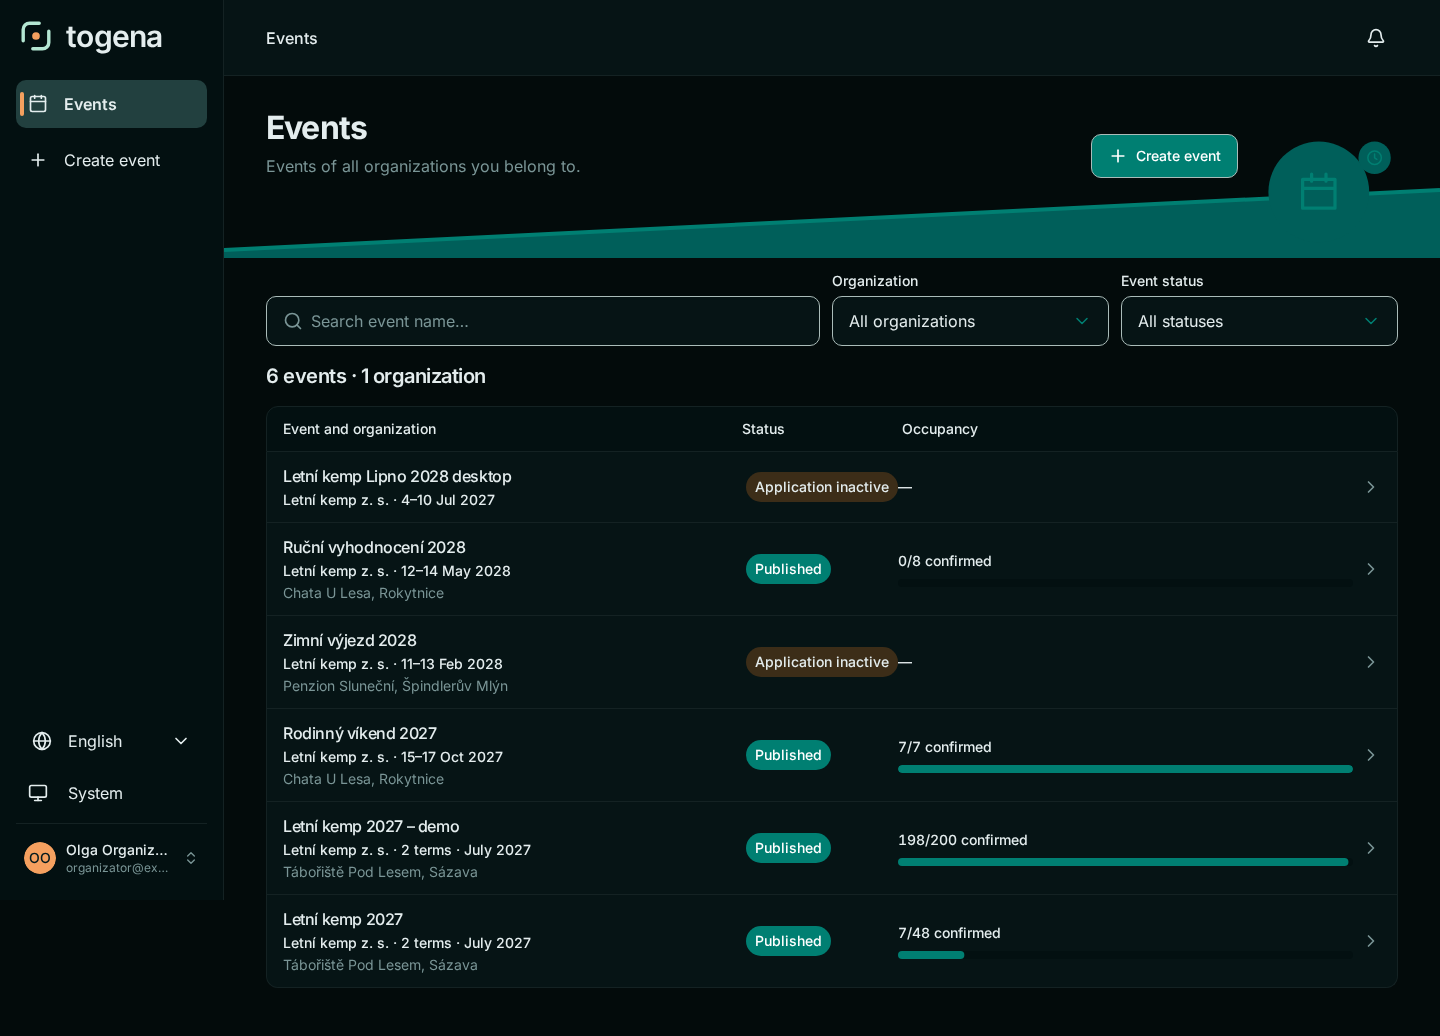 togena
Events
Events
Create event
Events
Events of all organizations you belong to.
Create event
Organization
Event status
Search event name...
All organizations
All statuses
6 events · 1 organization
Event and organization Status Occupancy
Letní kemp Lipno 2028 desktop
Letní kemp z. s. · 4–10 Jul 2027
Application inactive —
Ruční vyhodnocení 2028
Letní kemp z. s. · 12–14 May 2028
Chata U Lesa, Rokytnice
Published
0/8 confirmed
Zimní výjezd 2028
Letní kemp z. s. · 11–13 Feb 2028
Penzion Sluneční, Špindlerův Mlýn
Application inactive —
Rodinný víkend 2027
Letní kemp z. s. · 15–17 Oct 2027
Chata U Lesa, Rokytnice
Published
7/7 confirmed
Letní kemp 2027 – demo
Letní kemp z. s. · 2 terms · July 2027
Tábořiště Pod Lesem, Sázava
Published
198/200 confirmed
Letní kemp 2027
Letní kemp z. s. · 2 terms · July 2027
Tábořiště Pod Lesem, Sázava
Published
7/48 confirmed
English
System
OO
Olga Organiz...
organizator@ex...